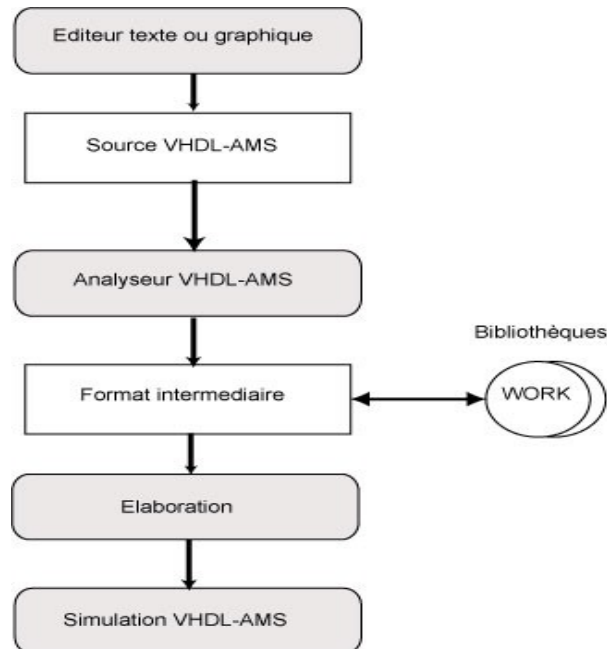 Editeur texte ou graphique
Source VHDL-AMS
Analyseur VHDL-AMS
Bibliothèques
Format intermediaire
WORK
Elaboration
Simulation VHDL-AMS